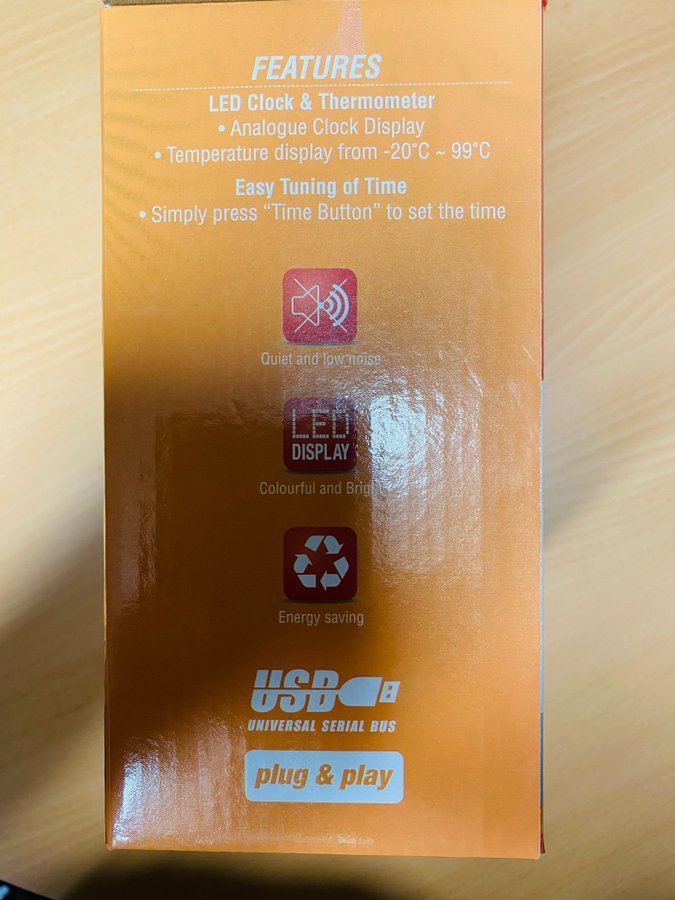 FEATURES
LED Clock & Thermometer
• Analogue Clock Display
• Temperature display from -20°C ~ 99°C
Easy Tuning of Time
• Simply press “Time Button” to set the time
Quiet and low noise
LED
DISPLAY
Colourful and Bright
Energy saving
USB
UNIVERSAL SERIAL BUS
plug & play